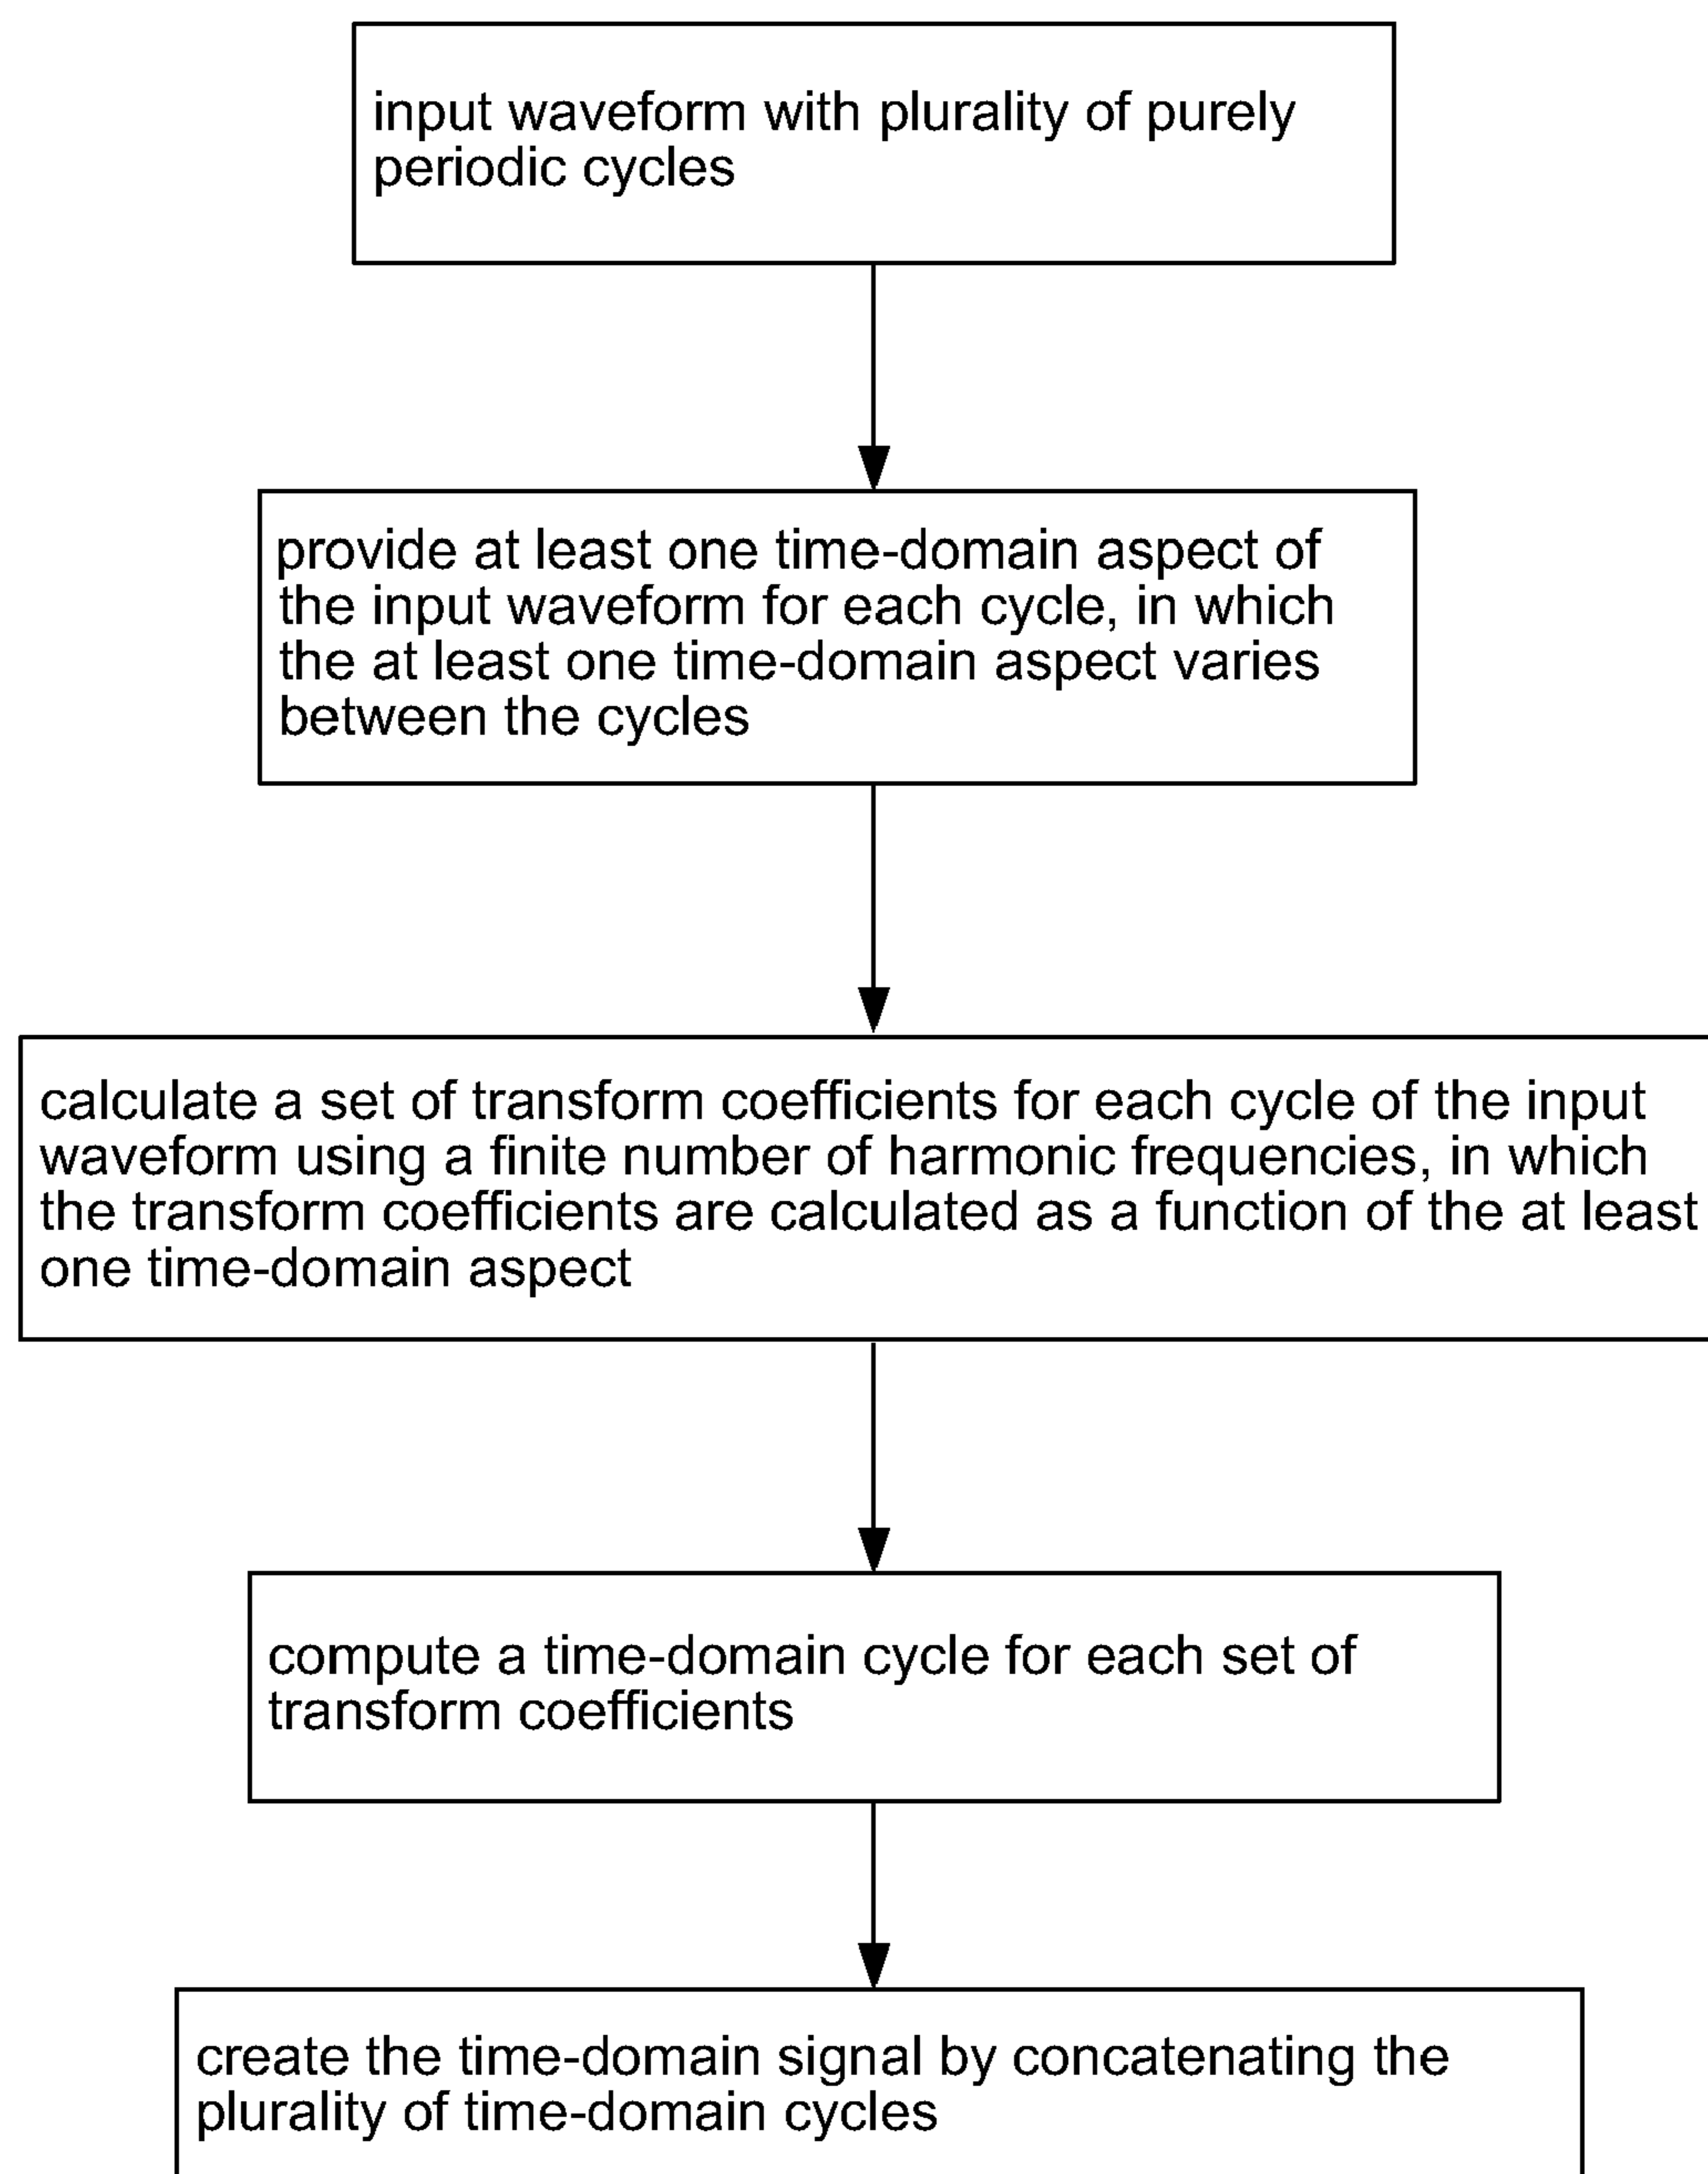 input waveform with plurality of purely
periodic cycles
provide at least one time-domain aspect of
the input waveform for each cycle, in which
the at least one time-domain aspect varies
between the cycles
calculate a set of transform coefficients for each cycle of the input
waveform using a finite number of harmonic frequencies, in which
the transform coefficients are calculated as a function of the at least
one time-domain aspect
compute a time-domain cycle for each set of
transform coefficients
create the time-domain signal by concatenating the
plurality of time-domain cycles